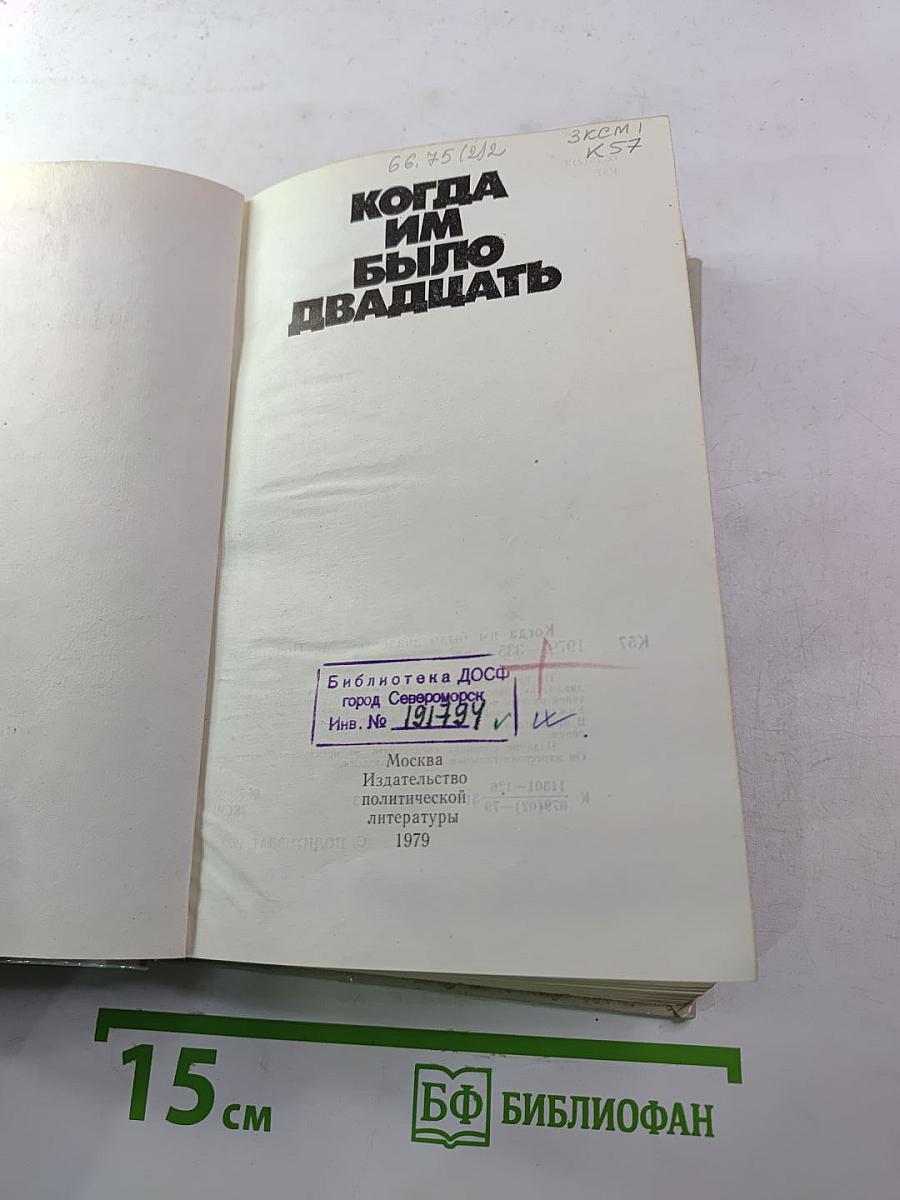 66.75(2)2
ЗКСМ1
К57
КОГДА
ИМ
БЫЛО
ДВАДЦАТЬ
Библиотека ДОСФ
город Североморск
Инв. № 191794
Москва
Издательство
политической
литературы
1979
15 см
БФ БИБЛИОФАН